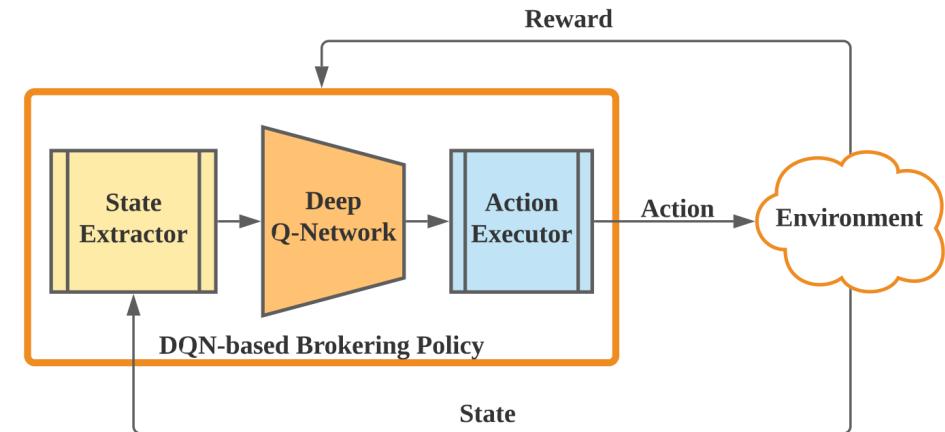 Reward
State
Extractor
Deep
Q-Network
Action
Executor
Action
Environment
DQN-based Brokering Policy
State